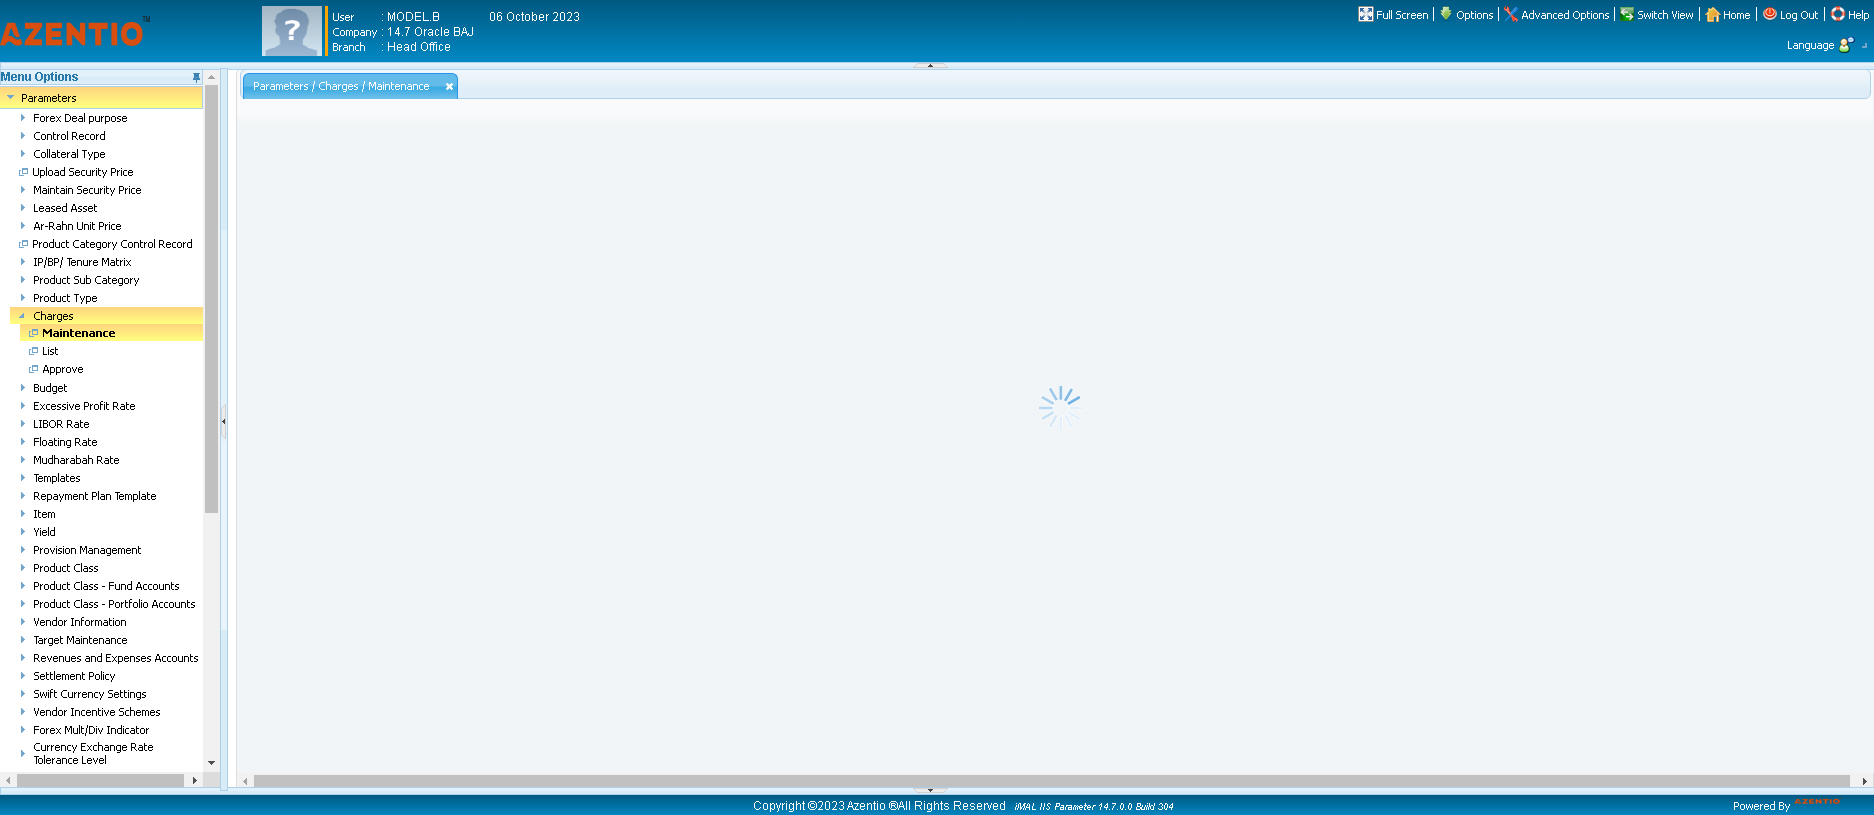 AZENTIO™
User : MODEL.B 06 October 2023
Company : 14.7 Oracle BAJ
Branch : Head Office
Full Screen Options Advanced Options Switch View Home Log Out Help
Language
Menu Options
Parameters
Forex Deal purpose
Control Record
Collateral Type
Upload Security Price
Maintain Security Price
Leased Asset
Ar-Rahn Unit Price
Product Category Control Record
IP/BP/ Tenure Matrix
Product Sub Category
Product Type
Charges
Maintenance
List
Approve
Budget
Excessive Profit Rate
LIBOR Rate
Floating Rate
Mudharabah Rate
Templates
Repayment Plan Template
Item
Yield
Provision Management
Product Class
Product Class - Fund Accounts
Product Class - Portfolio Accounts
Vendor Information
Target Maintenance
Revenues and Expenses Accounts
Settlement Policy
Swift Currency Settings
Vendor Incentive Schemes
Forex Mult/Div Indicator
Currency Exchange Rate
Tolerance Level
Parameters / Charges / Maintenance
Copyright ©2023 Azentio ®All Rights Reserved iMAL IIS Parameter 14.7.0.0 Build 304
Powered By AZENTIO